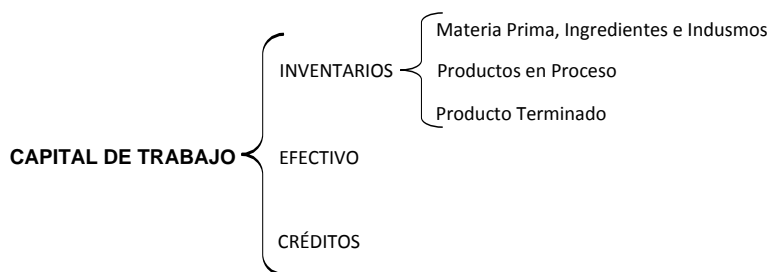 Materia Prima, Ingredientes e Indusmos
INVENTARIOS
Productos en Proceso
Producto Terminado
CAPITAL DE TRABAJO
EFECTIVO
CRÉDITOS